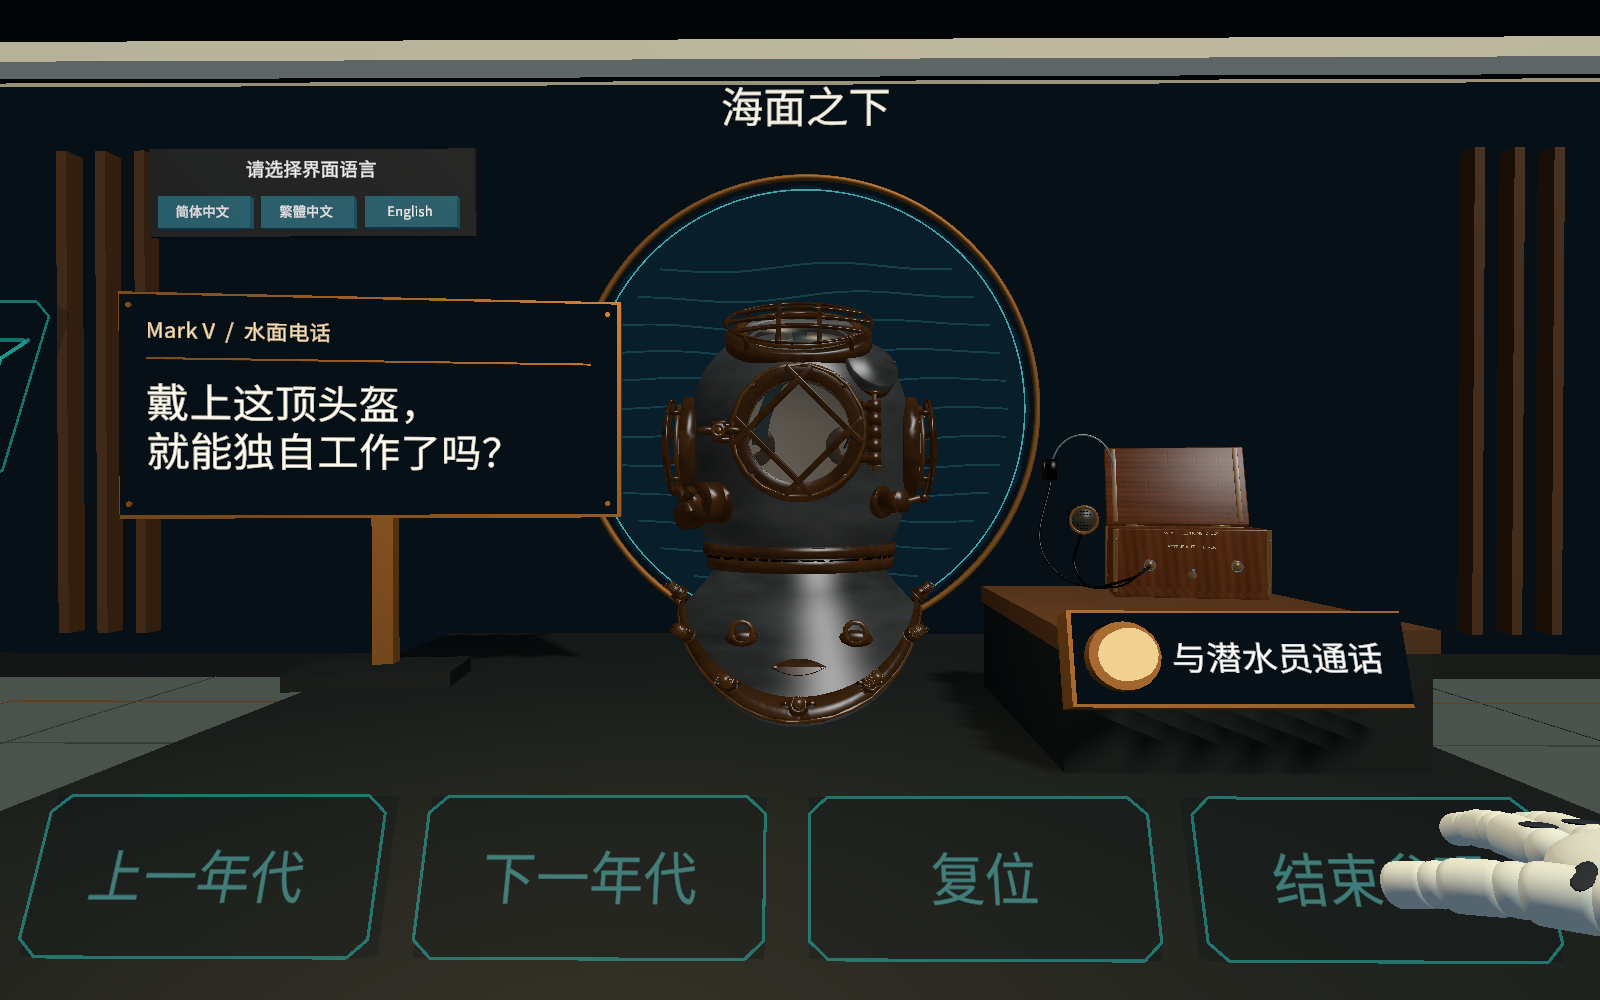 海面之下
请选择界面语言
简体中文
繁體中文
English
Mark V / 水面电话
戴上这顶头盔，
就能独自工作了吗？
与潜水员通话
上一年代
下一年代
复位
结束